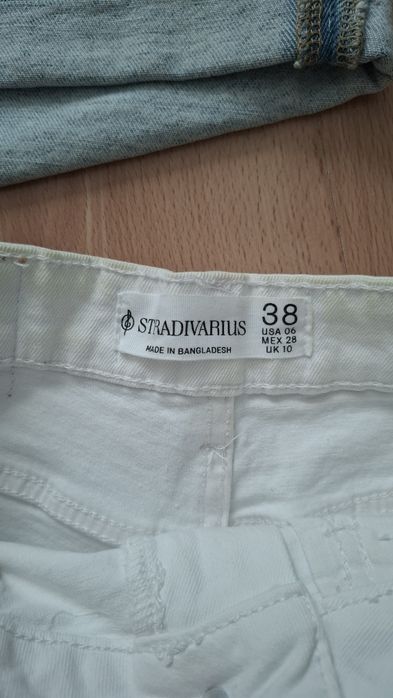 STRADIVARIUS
MADE IN BANGLADESH
38
USA 06
MEX 28
UK 10